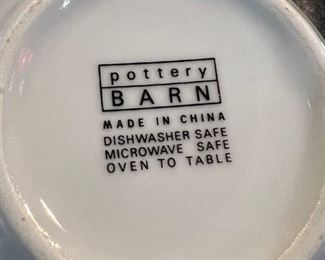 pottery
BARN
MADE IN CHINA
DISHWASHER SAFE
MICROWAVE SAFE
OVEN TO TABLE